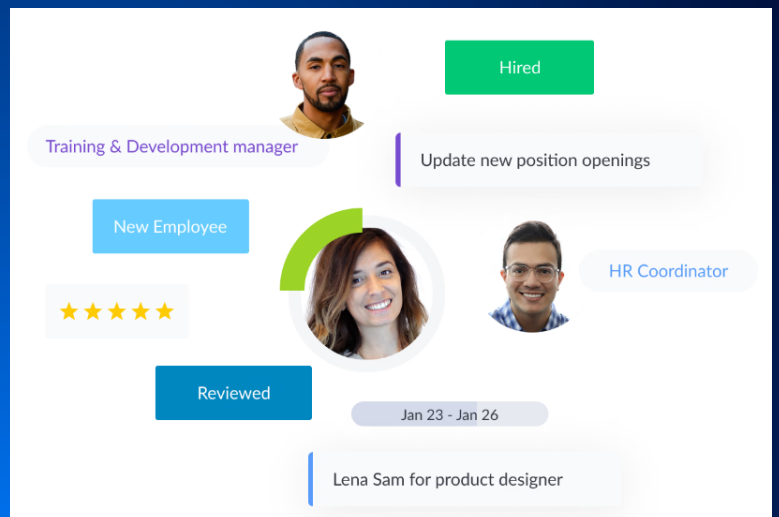 Hired
Training & Development manager
Update new position openings
New Employee
HR Coordinator
Reviewed
Jan 23 - Jan 26
Lena Sam for product designer